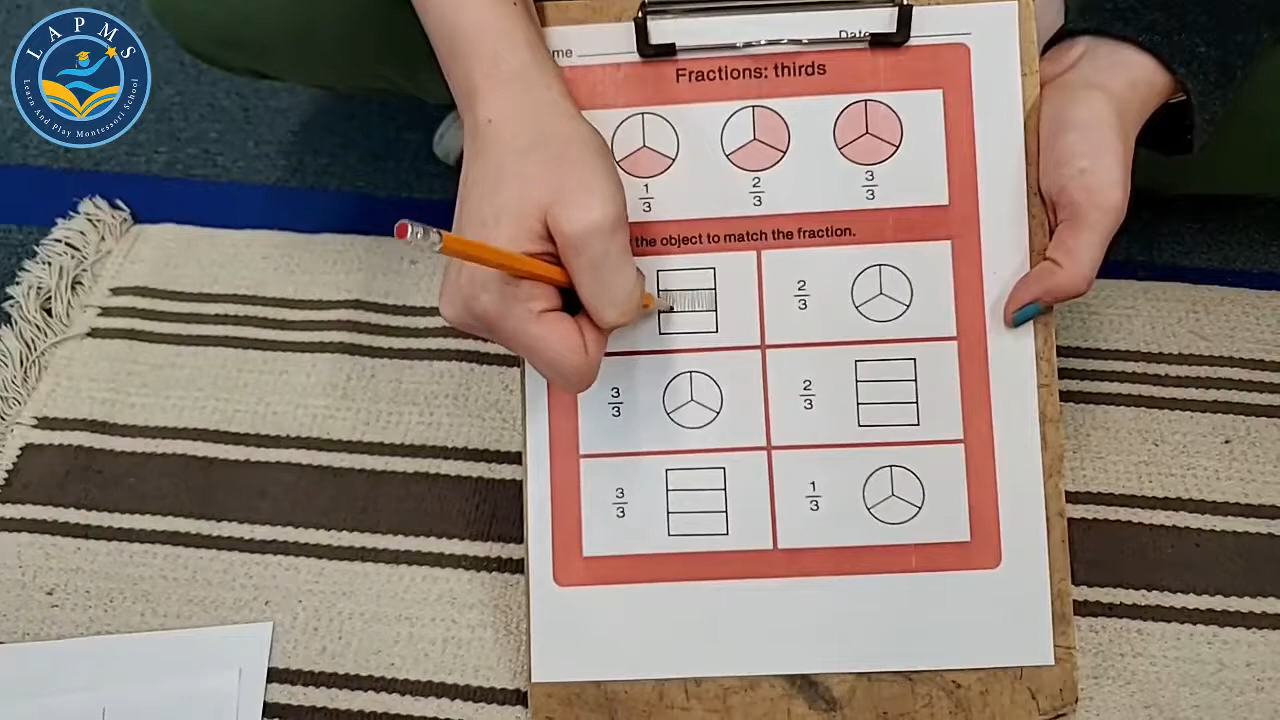 LAPMS
Learn And Play Montessori School
Date
Fractions: thirds
1/3 2/3 3/3
the object to match the fraction.
2/3
3/3 2/3
3/3 1/3